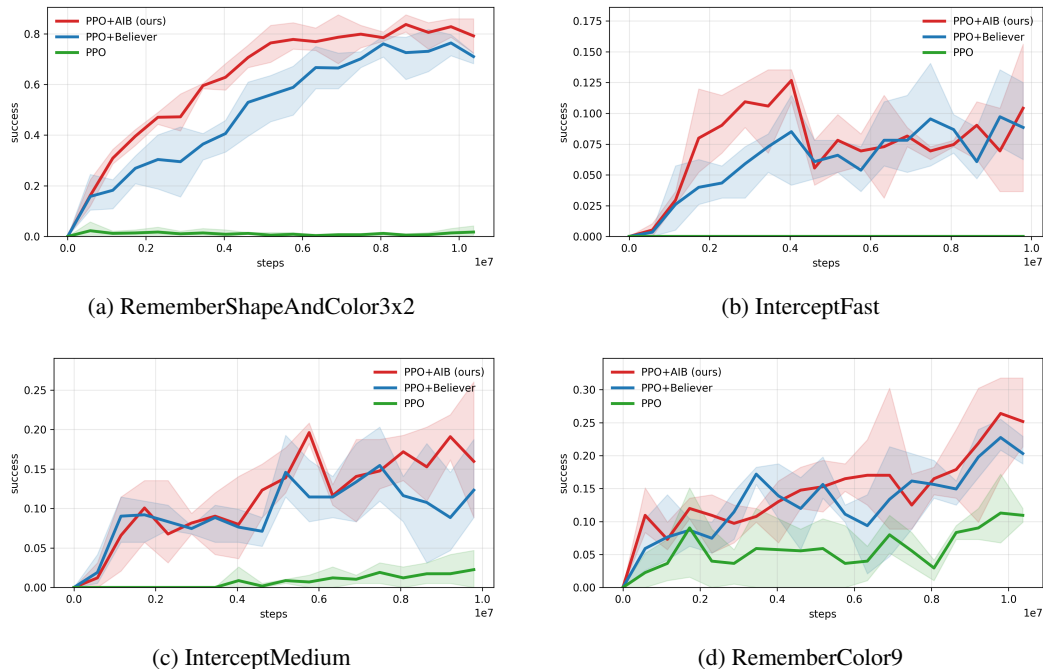 PPO+AIB (ours)
PPO+Believer
PPO
0.8
0.6
0.4
0.2
0.0
success
0.0 0.2 0.4 0.6 0.8 1.0
steps
1e7
(a) RememberShapeAndColor3x2
PPO+AIB (ours)
PPO+Believer
PPO
0.175
0.150
0.125
0.100
0.075
0.050
0.025
0.000
success
0.0 0.2 0.4 0.6 0.8 1.0
steps
1e7
(b) InterceptFast
PPO+AIB (ours)
PPO+Believer
PPO
0.25
0.20
0.15
0.10
0.05
0.00
success
0.0 0.2 0.4 0.6 0.8 1.0
steps
1e7
(c) InterceptMedium
PPO+AIB (ours)
PPO+Believer
PPO
0.30
0.25
0.20
0.15
0.10
0.05
0.00
success
0.0 0.2 0.4 0.6 0.8 1.0
steps
1e7
(d) RememberColor9